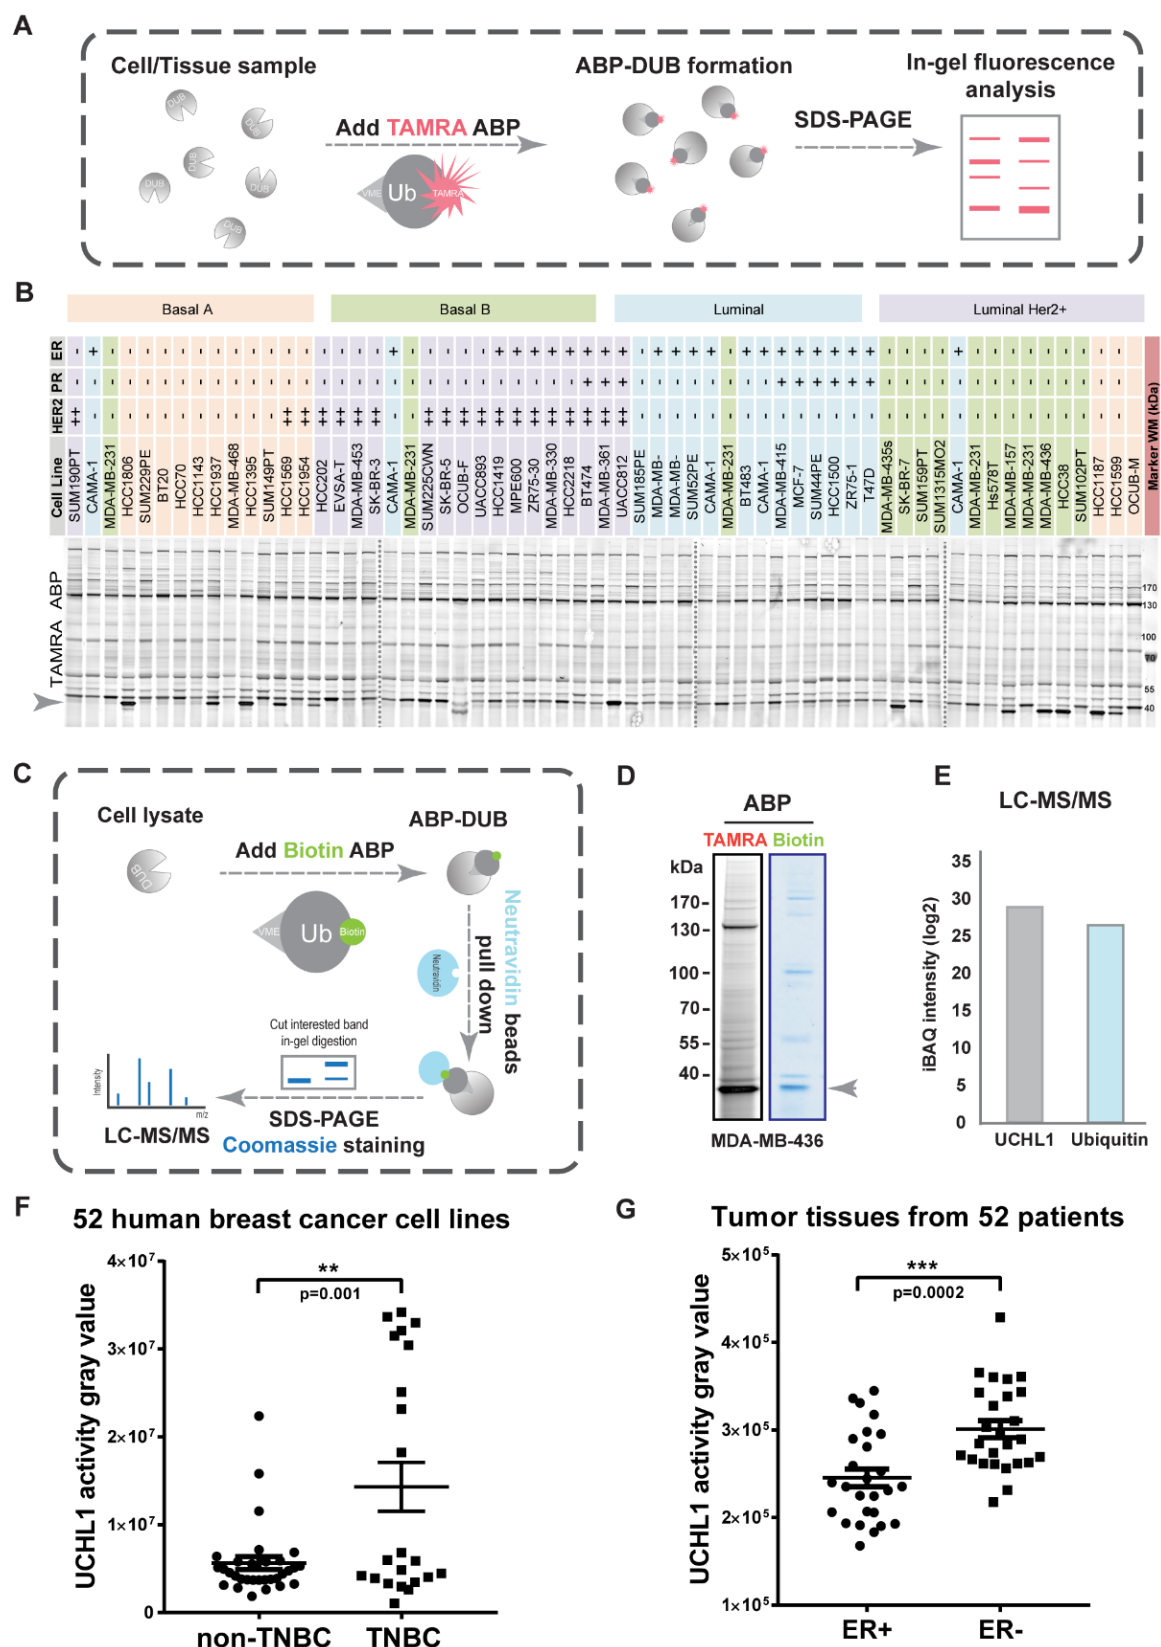 A
Cell/Tissue sample
ABP-DUB formation
In-gel fluorescence
analysis
DUB
DUB
DUB
DUB
DUB
DUB
Add TAMRA ABP
VME
Ub
TAMRA
SDS-PAGE
B
Basal A
Basal B
Luminal
Luminal Her2+
ER
- + - - - - - - - - - - - - - - - - + - - - - - + + + + + + + + - + + + + - + + + + + + + + - - - - + - - - - - - - - - -
PR
HER2
Cell Line
SUM190PT
CAMA-1
MDA-MB-231
HCC1806
SUM229PE
BT20
HCC70
HCC1143
HCC1937
MDA-MB-468
HCC1395
SUM149PT
HCC1569
HCC1954
HCC202
EVSA-T
MDA-MB-453
SK-BR-3
CAMA-1
MDA-MB-231
SUM225CWN
SK-BR-5
OCUB-F
UACC893
HCC1419
MPE600
ZR75-30
MDA-MB-330
HCC2218
BT474
MDA-MB-361
UACC812
SUM185PE
MDA-MB-
MDA-MB-
SUM52PE
CAMA-1
MDA-MB-231
BT483
CAMA-1
MDA-MB-415
MCF-7
SUM44PE
HCC1500
ZR75-1
T47D
MDA-MB-435s
SK-BR-7
SUM159PT
SUM1315MO2
CAMA-1
MDA-MB-231
Hs578T
MDA-MB-157
MDA-MB-231
MDA-MB-436
HCC38
SUM102PT
HCC1187
HCC1599
OCUB-M
Marker WM (kDa)
TAMRA ABP
170
130
100
70
55
40
C
Cell lysate
ABP-DUB
DUB
Add Biotin ABP
VME
Ub
Biotin
Neutravidin beads
pull down
Neutravidin
Cut interested band
in-gel digestion
Intensity
m/z
LC-MS/MS
SDS-PAGE
Coomassie staining
D
ABP
TAMRA Biotin
kDa
170
130
100
70
55
40
MDA-MB-436
E
LC-MS/MS
iBAQ intensity (log2)
35
30
25
20
15
10
5
0
UCHL1 Ubiquitin
F
52 human breast cancer cell lines
UCHL1 activity gray value
4×10⁷
3×10⁷
2×10⁷
1×10⁷
0
**
p=0.001
non-TNBC TNBC
G
Tumor tissues from 52 patients
UCHL1 activity gray value
5×10⁵
4×10⁵
3×10⁵
2×10⁵
1×10⁵
***
p=0.0002
ER+ ER-